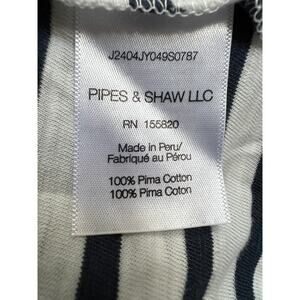 J2404JY049S0787
PIPES & SHAW LLC
RN 155820
Made in Peru/
Fabriqué au Pérou
100% Pima Cotton
100% Pima Coton